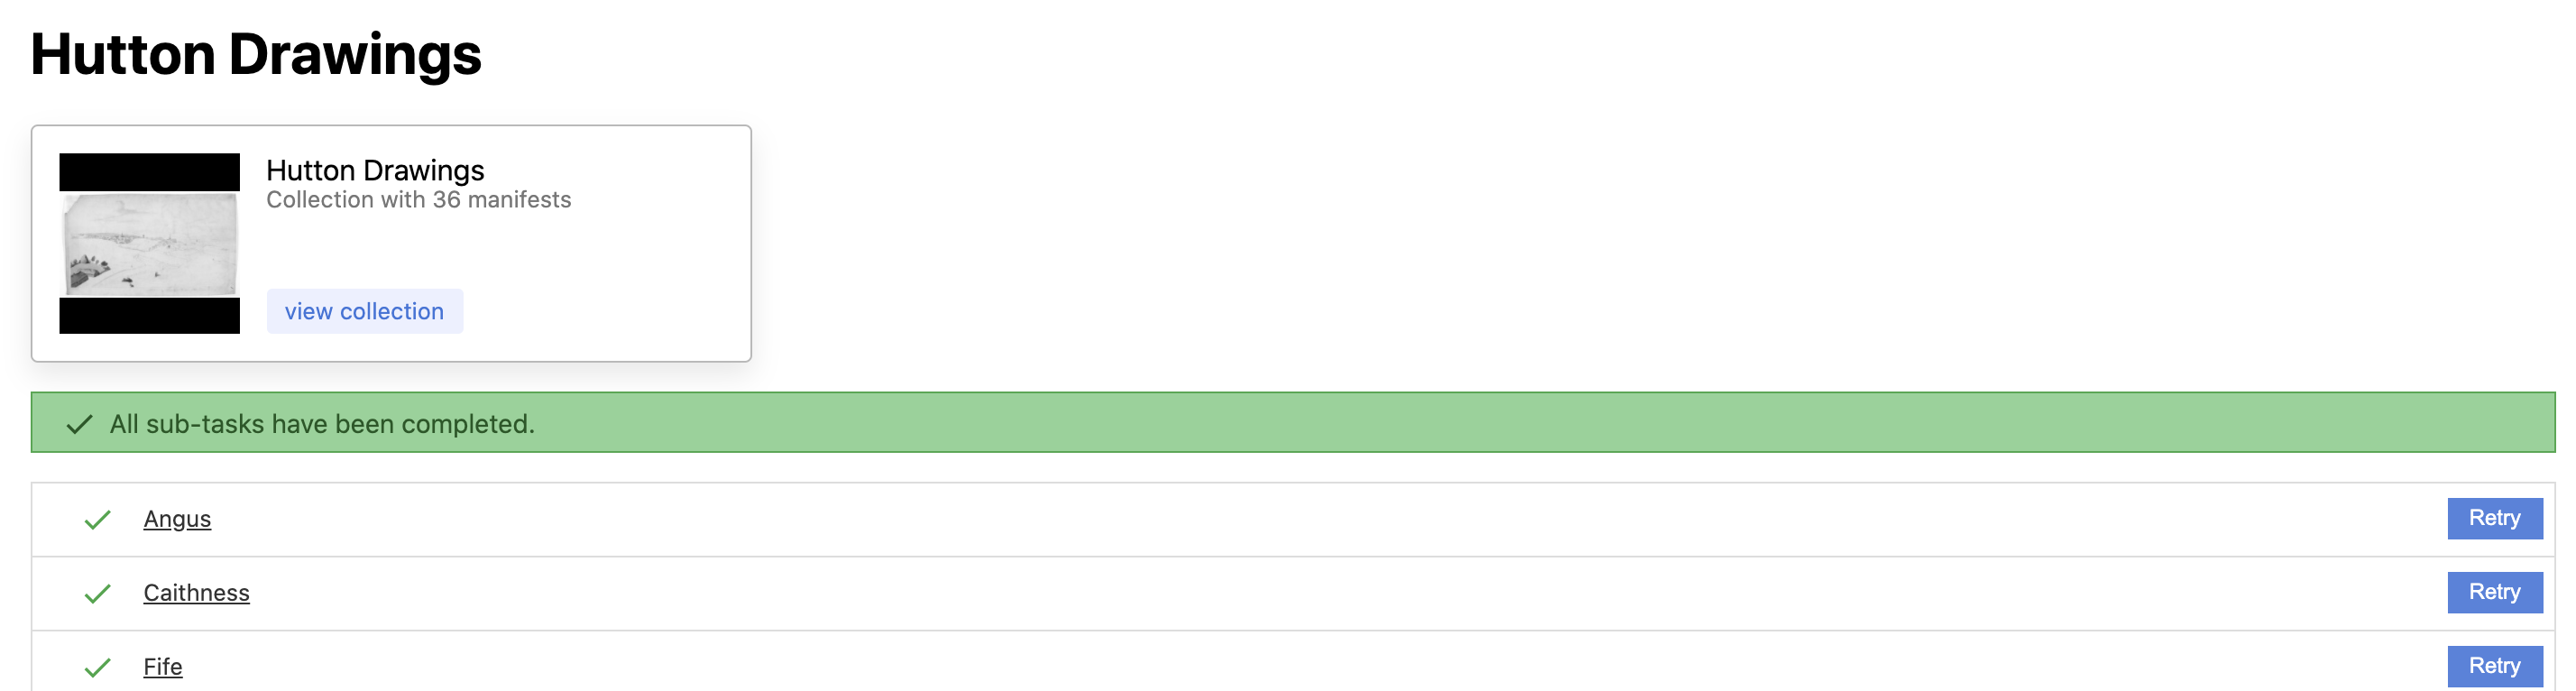 Hutton Drawings
Hutton Drawings
Collection with 36 manifests
view collection
All sub-tasks have been completed.
Angus Retry
Caithness Retry
Fife Retry